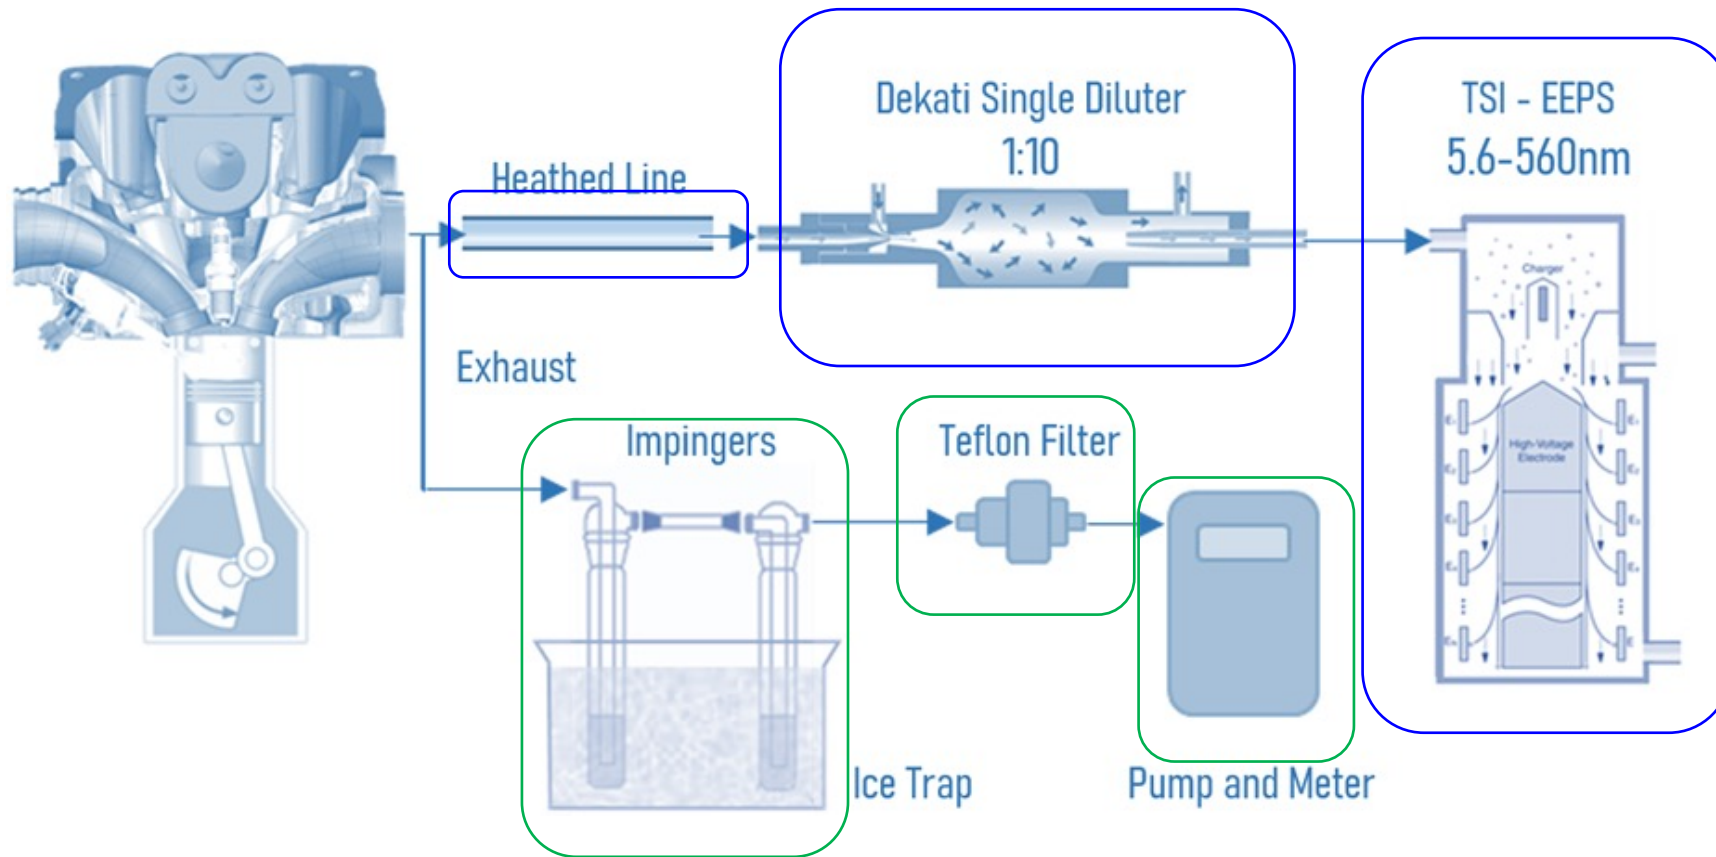 Heathed Line
Dekati Single Diluter
1:10
TSI - EEPS
5.6-560nm
Charger
Exhaust
Impingers
Teflon Filter
High-Voltage
Electrode
Ice Trap
Pump and Meter